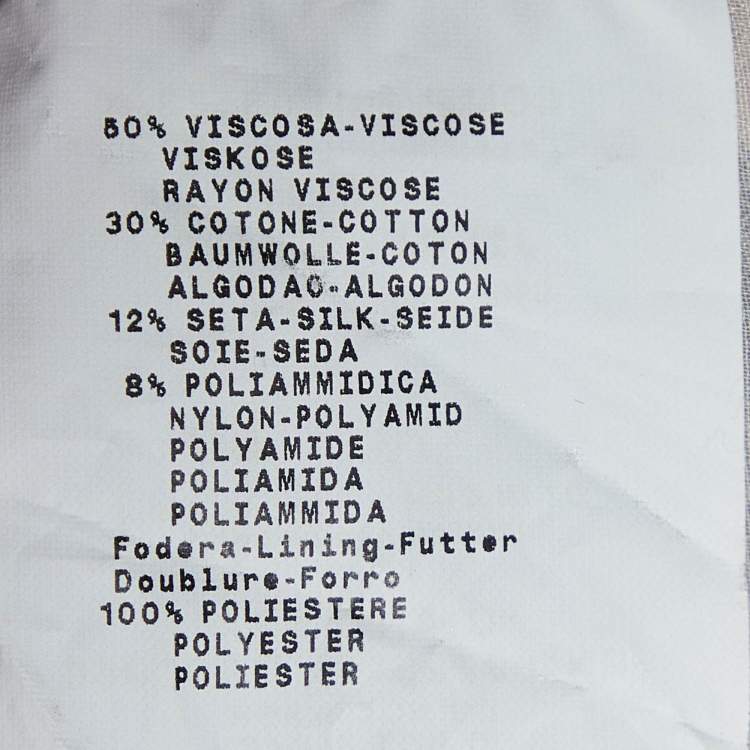 50% VISCOSA-VISCOSE
VISKOSE
RAYON VISCOSE
30% COTONE-COTTON
BAUMWOLLE-COTON
ALGODAO-ALGODON
12% SETA-SILK-SEIDE
SOIE-SEDA
8% POLIAMMIDICA
NYLON-POLYAMID
POLYAMIDE
POLIAMIDA
POLIAMMIDA
Fodera-Lining-Futter
Doublure-Forro
100% POLIESTERE
POLYESTER
POLIESTER